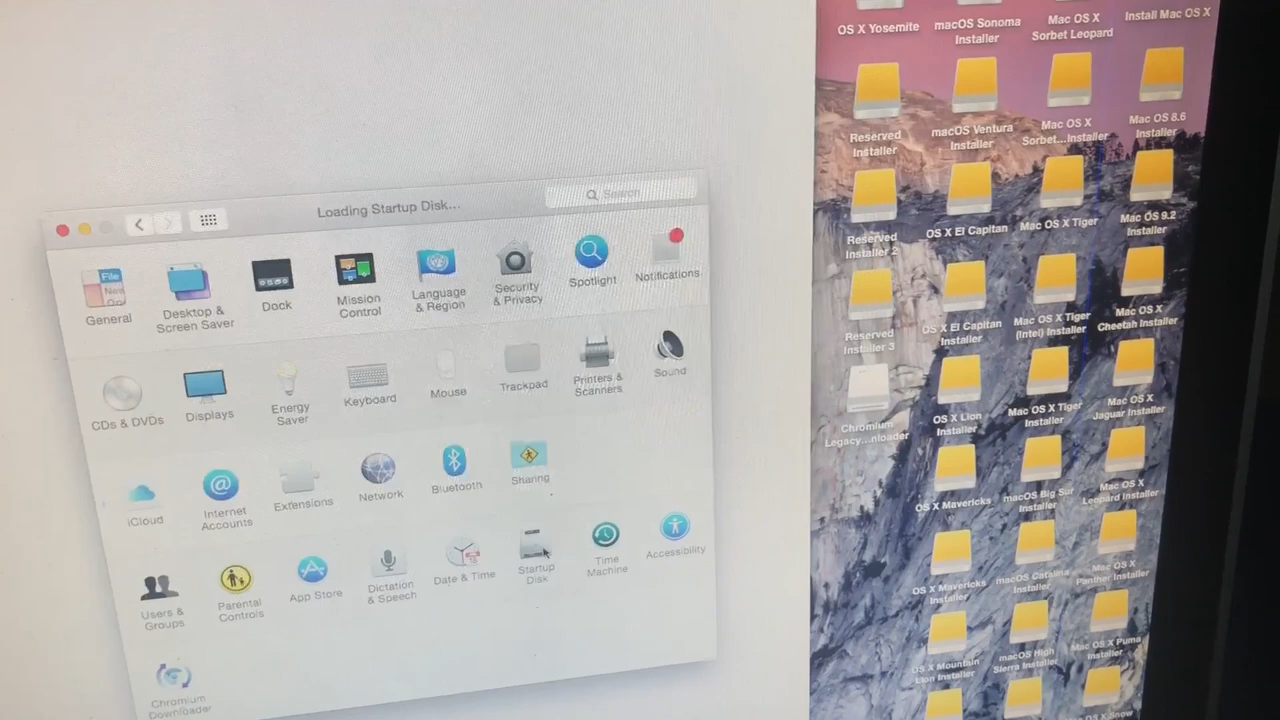 Loading Startup Disk...
Search
File
New
General
Desktop &
Screen Saver
Dock
Mission
Control
Language
& Region
Security
& Privacy
Spotlight
Notifications
CDs & DVDs
Displays
Energy
Saver
Keyboard
Mouse
Trackpad
Printers &
Scanners
Sound
iCloud
Internet
Accounts
Extensions
Network
Bluetooth
Sharing
Users &
Groups
Parental
Controls
App Store
Dictation
& Speech
Date & Time
Startup
Disk
Time
Machine
Accessibility
Chromium
Downloader
OS X Yosemite
macOS Sonoma
Installer
Mac OS X
Sorbet Leopard
Install Mac OS X
Reserved
Installer
macOS Ventura
Installer
Mac OS X
Sorbet...Installer
Mac OS 8.6
Installer
Reserved
Installer 2
OS X El Capitan
Mac OS X Tiger
Mac OS 9.2
Installer
Reserved
Installer 3
OS X El Capitan
Installer
Mac OS X Tiger
(Intel) Installer
Mac OS X
Cheetah Installer
Chromium
Legacy...nloader
OS X Lion
Installer
Mac OS X Tiger
Installer
Mac OS X
Jaguar Installer
OS X Mavericks
macOS Big Sur
Installer
Mac OS X
Leopard Installer
OS X Mavericks
Installer
macOS Catalina
Installer
Mac OS X
Panther Installer
OS X Mountain
Lion Installer
macOS High
Sierra Installer
Mac OS X Puma
Installer
Mac OS X Snow